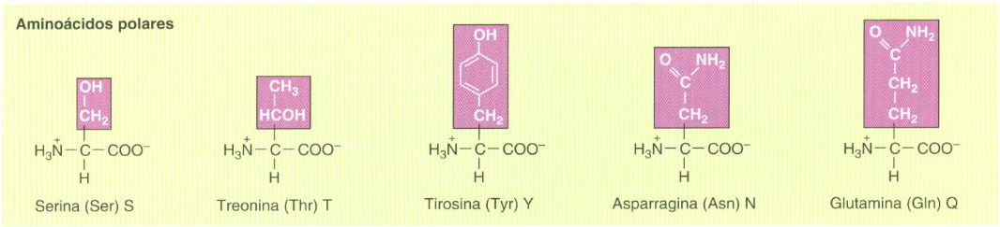 Aminoácidos polares
OH
CH₂
H₃N⁺–C–COO⁻
H
Serina (Ser) S
CH₃
HCOH
H₃N⁺–C–COO⁻
H
Treonina (Thr) T
OH
CH₂
H₃N⁺–C–COO⁻
H
Tirosina (Tyr) Y
O NH₂
C
CH₂
H₃N⁺–C–COO⁻
H
Asparragina (Asn) N
O NH₂
C
CH₂
CH₂
H₃N⁺–C–COO⁻
H
Glutamina (Gln) Q